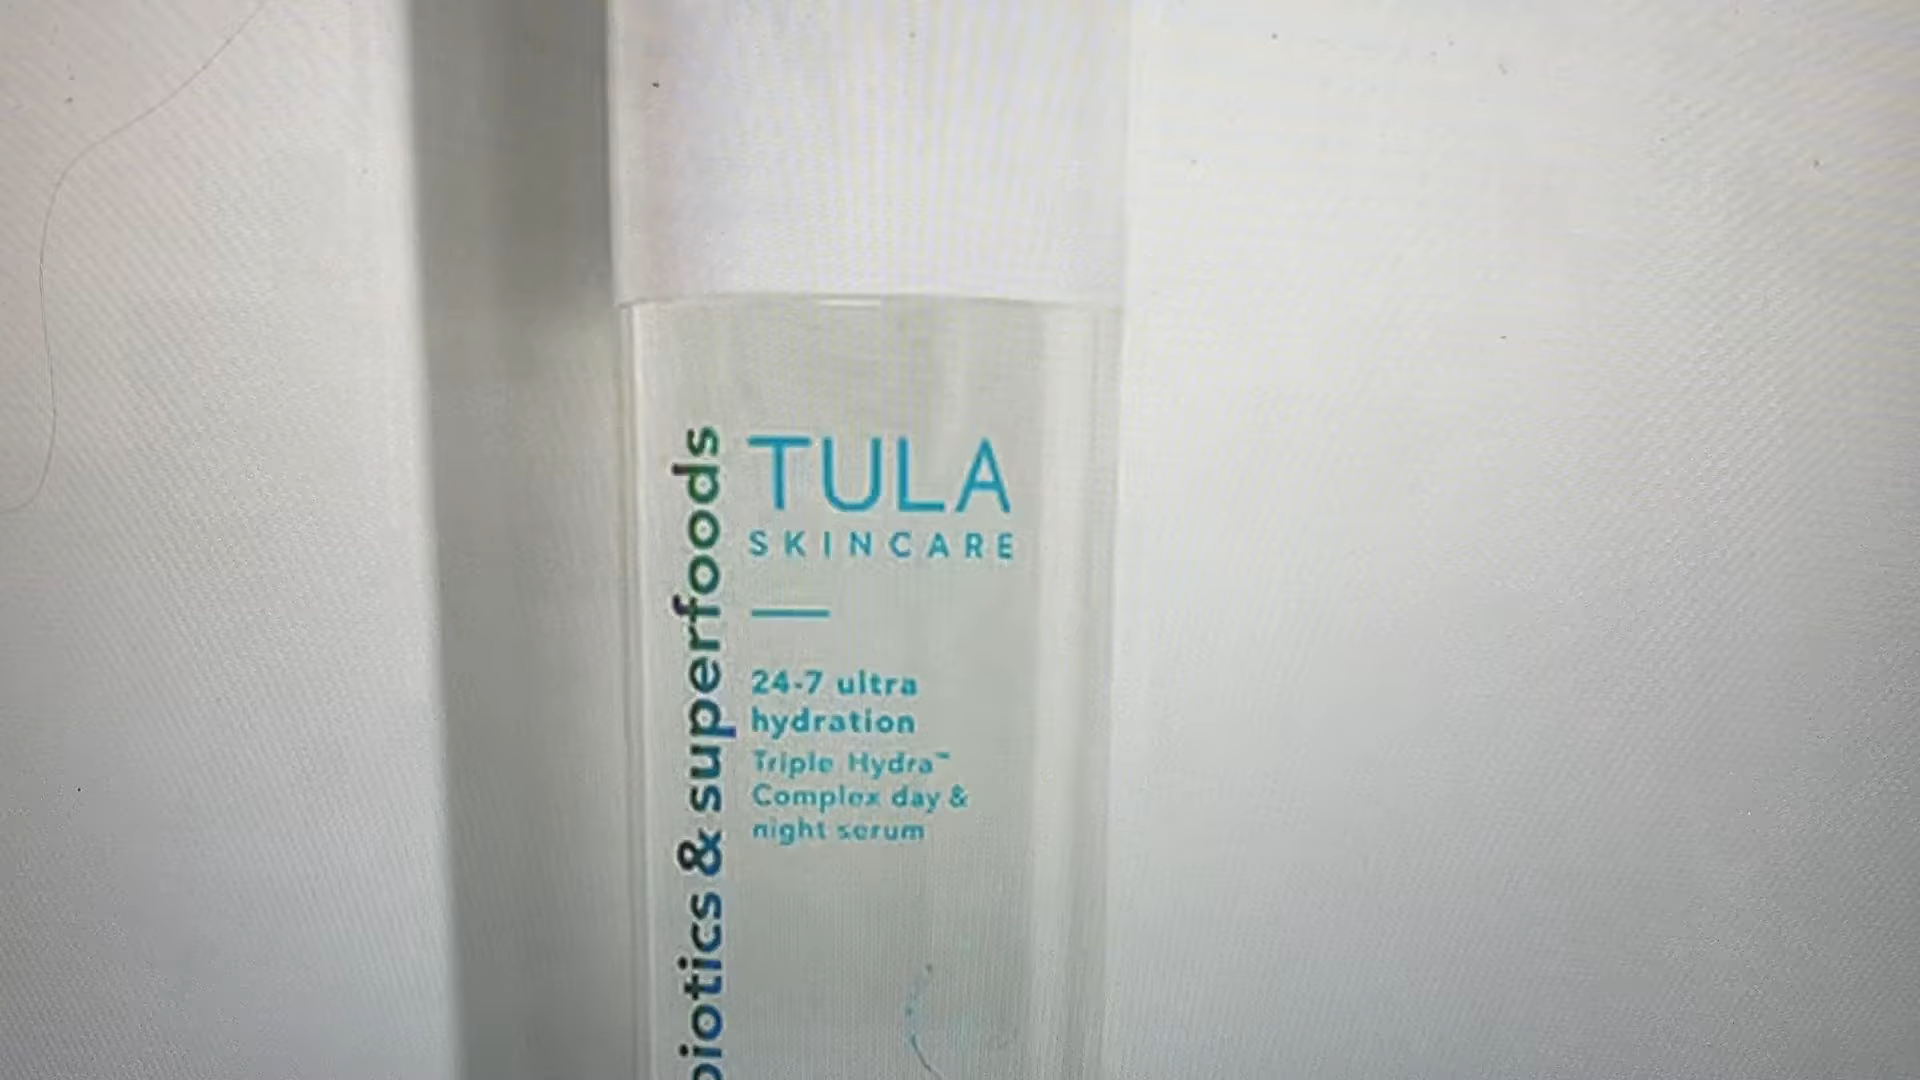 TULA
SKINCARE
24-7 ultra
hydration
Triple Hydra™
Complex day &
night serum
biotics & superfoods